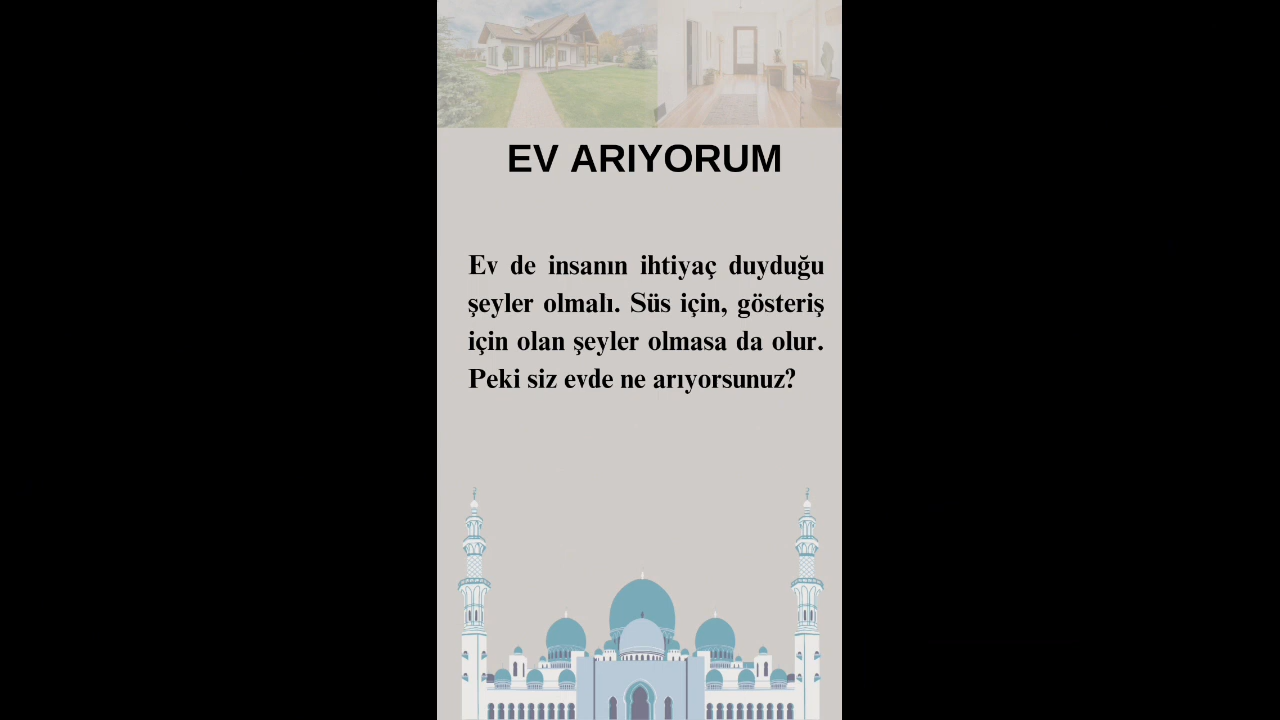 EV ARIYORUM
Ev de insanın ihtiyaç duyduğu
şeyler olmalı. Süs için, gösteriş
için olan şeyler olmasa da olur.
Peki siz evde ne arıyorsunuz?